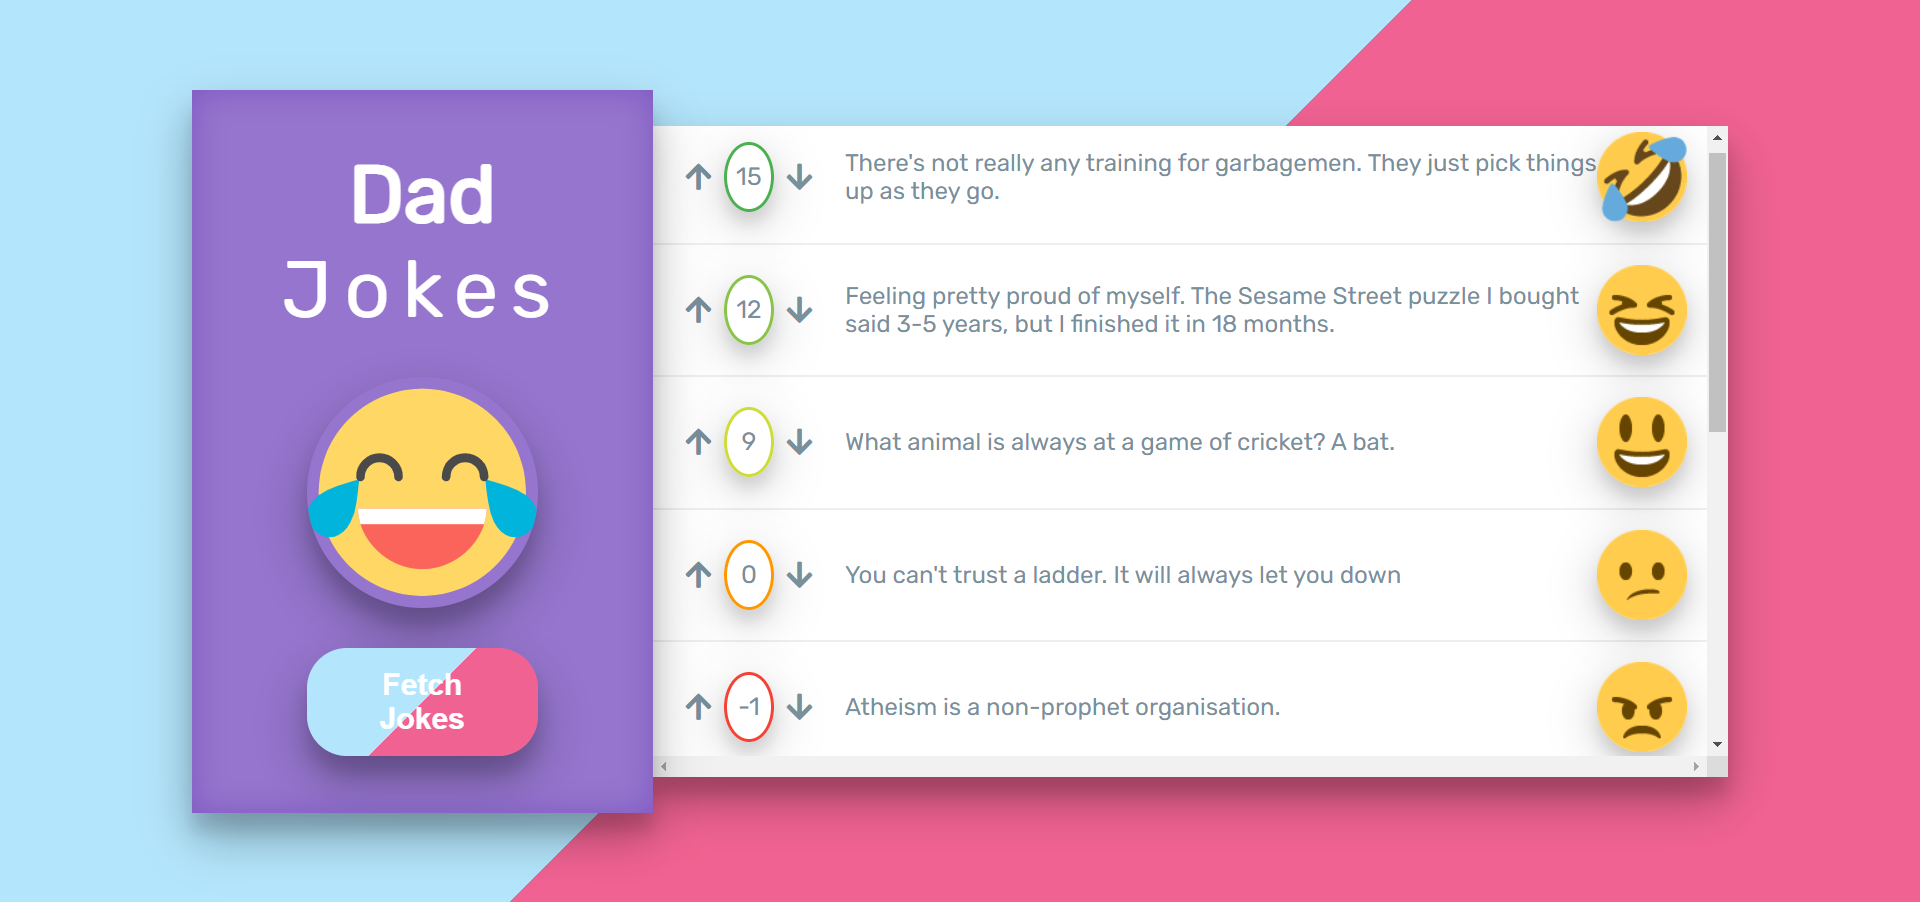 Dad
Jokes
Fetch
Jokes
15
There's not really any training for garbagemen. They just pick things
up as they go.
12
Feeling pretty proud of myself. The Sesame Street puzzle I bought
said 3-5 years, but I finished it in 18 months.
9
What animal is always at a game of cricket? A bat.
0
You can't trust a ladder. It will always let you down
-1
Atheism is a non-prophet organisation.